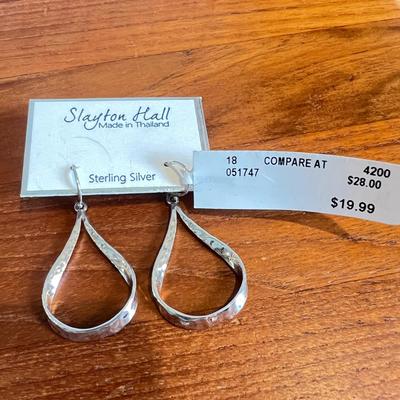 Slayton Hall
Made in Thailand
Sterling Silver
18 COMPARE AT 4200
051747 $28.00
$19.99